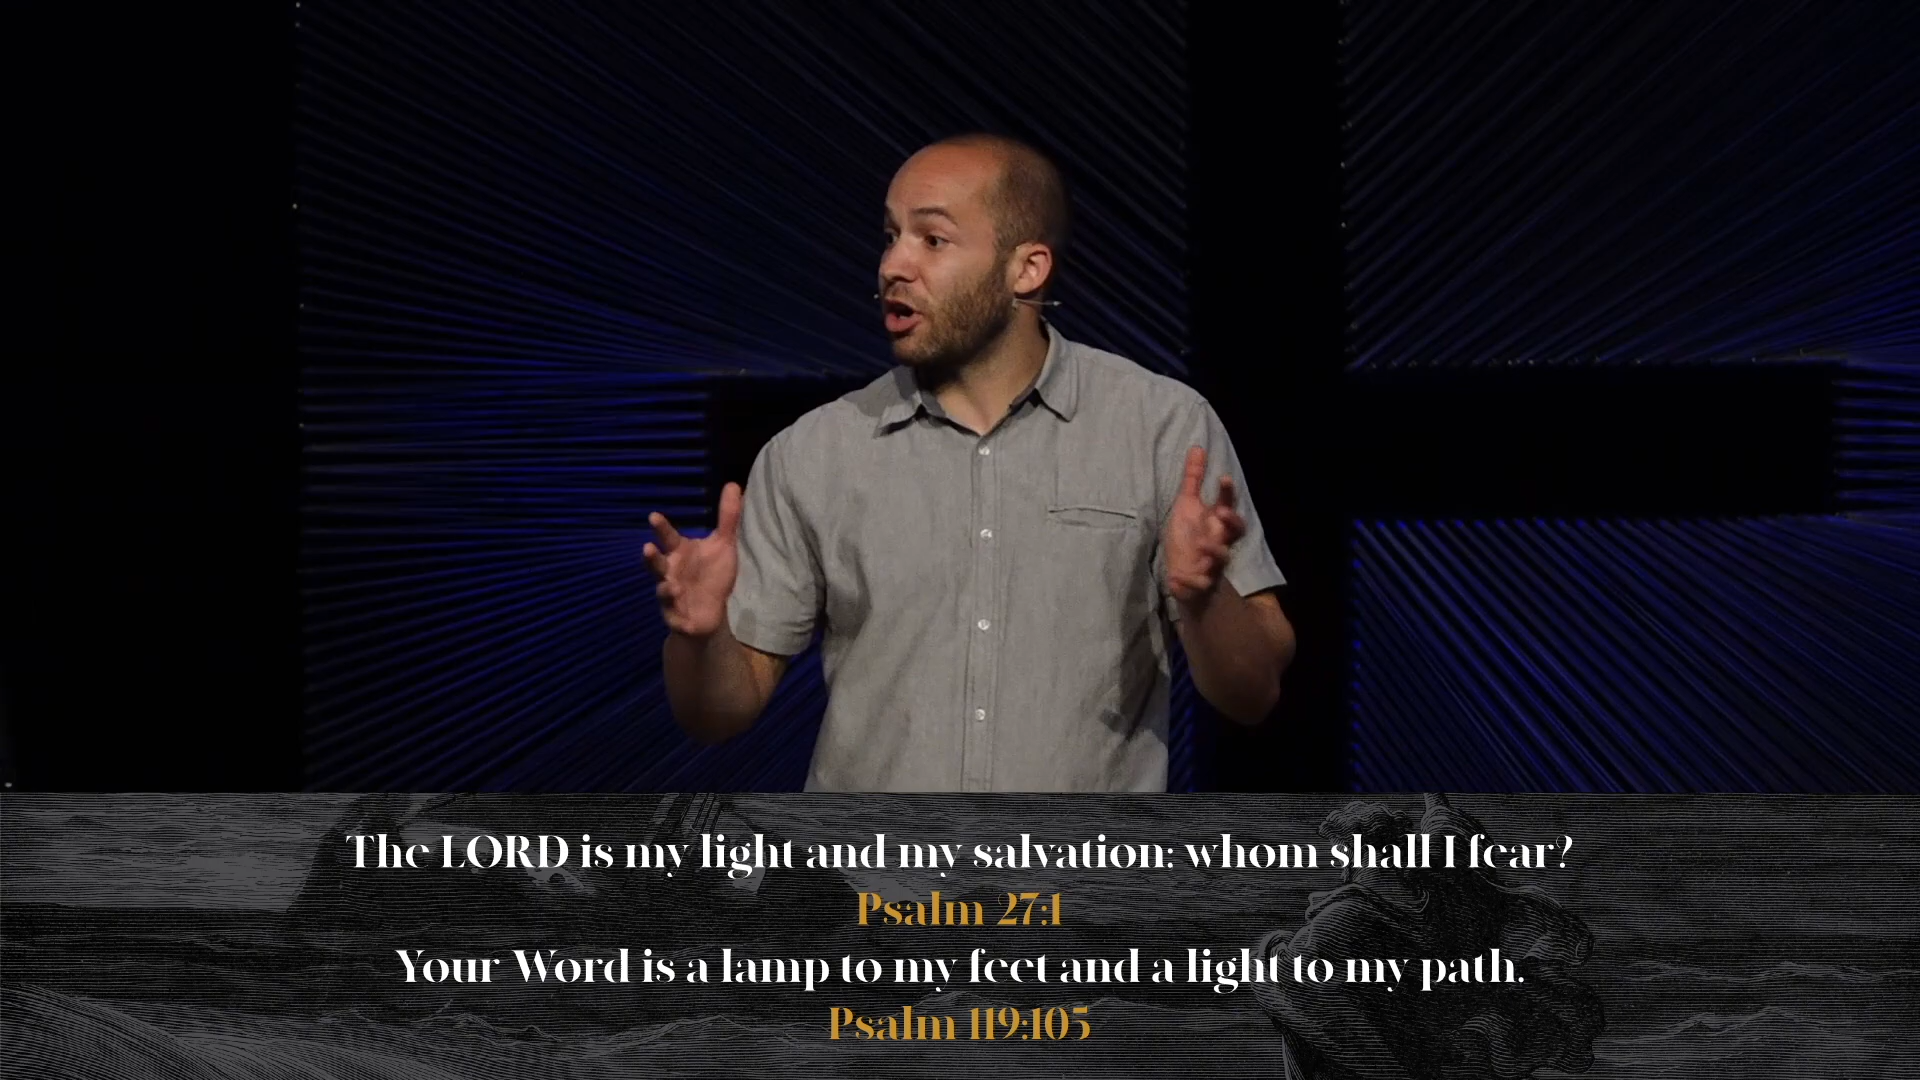 The LORD is my light and my salvation; whom shall I fear?
Psalm 27:1
Your Word is a lamp to my feet and a light to my path.
Psalm 119:105